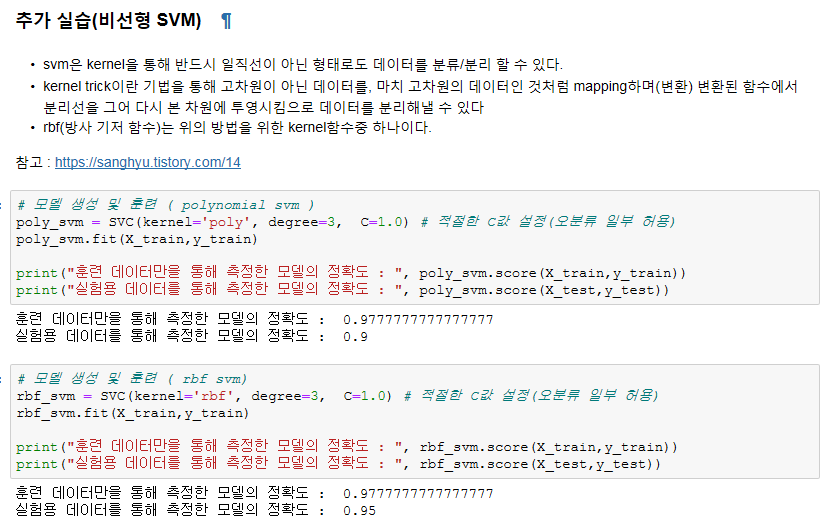 추가 실습(비선형 SVM) ¶
• svm은 kernel을 통해 반드시 일직선이 아닌 형태로도 데이터를 분류/분리 할 수 있다.
• kernel trick이란 기법을 통해 고차원이 아닌 데이터를, 마치 고차원의 데이터인 것처럼 mapping하며(변환) 변환된 함수에서
분리선을 그어 다시 본 차원에 투영시킴으로 데이터를 분리해낼 수 있다
• rbf(방사 기저 함수)는 위의 방법을 위한 kernel함수중 하나이다.
참고 : https://sanghyu.tistory.com/14
# 모델 생성 및 훈련 ( polynomial svm )
poly_svm = SVC(kernel='poly', degree=3,  C=1.0) # 적절한 C값 설정(오분류 일부 허용)
poly_svm.fit(X_train,y_train)
print("훈련 데이터만을 통해 측정한 모델의 정확도 : ", poly_svm.score(X_train,y_train))
print("실험용 데이터를 통해 측정한 모델의 정확도 : ", poly_svm.score(X_test,y_test))
훈련 데이터만을 통해 측정한 모델의 정확도 :  0.9777777777777777
실험용 데이터를 통해 측정한 모델의 정확도 :  0.9
# 모델 생성 및 훈련 ( rbf svm)
rbf_svm = SVC(kernel='rbf', degree=3,  C=1.0) # 적절한 C값 설정(오분류 일부 허용)
rbf_svm.fit(X_train,y_train)
print("훈련 데이터만을 통해 측정한 모델의 정확도 : ", rbf_svm.score(X_train,y_train))
print("실험용 데이터를 통해 측정한 모델의 정확도 : ", rbf_svm.score(X_test,y_test))
훈련 데이터만을 통해 측정한 모델의 정확도 :  0.9777777777777777
실험용 데이터를 통해 측정한 모델의 정확도 :  0.95